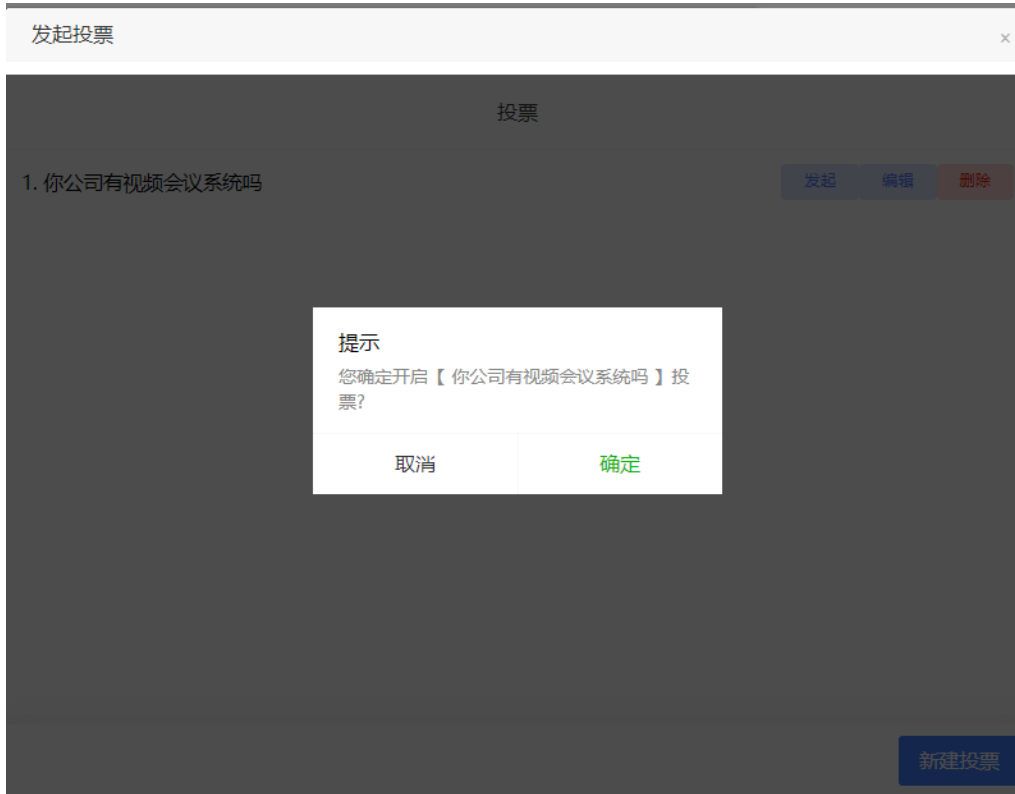 发起投票 ×
投票
1. 你公司有视频会议系统吗 发起 编辑 删除
提示
您确定开启【 你公司有视频会议系统吗 】投
票?
取消 确定
新建投票